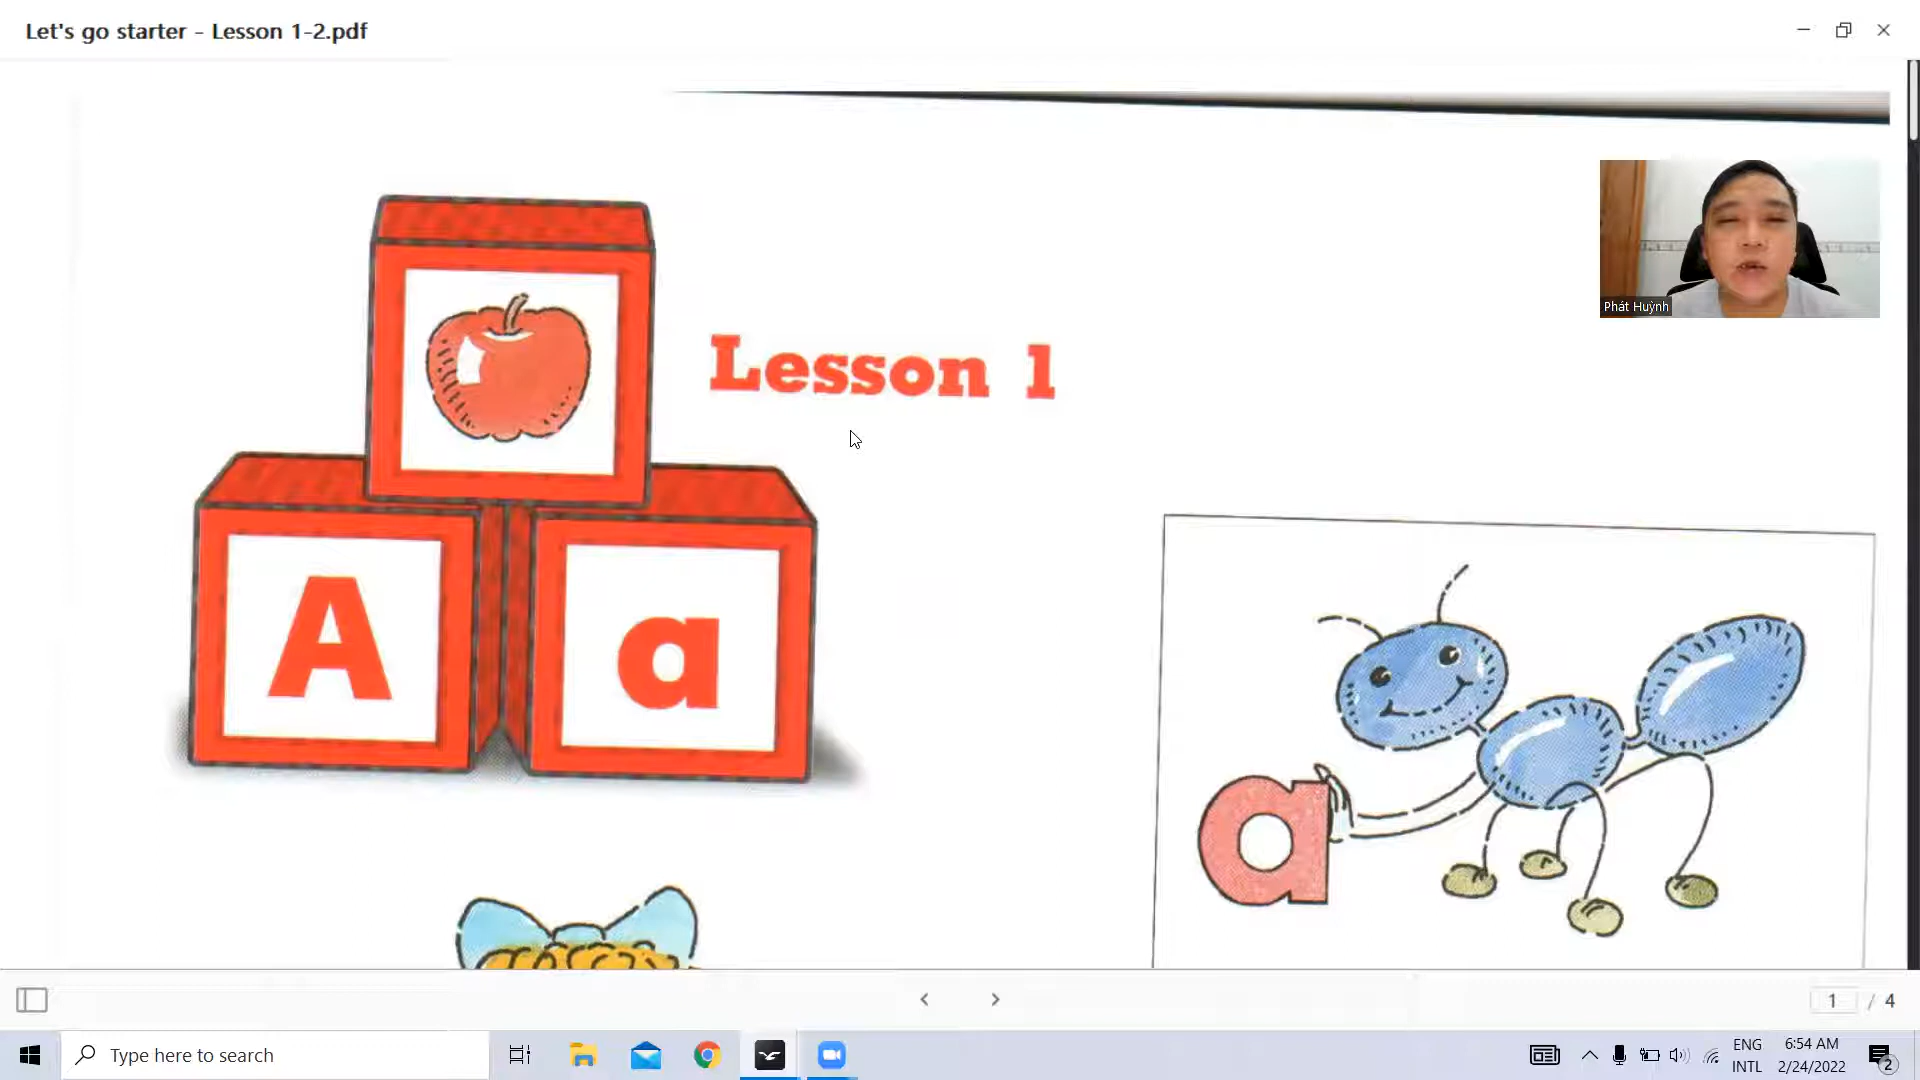 Let's go starter - Lesson 1-2.pdf
Phát Huỳnh
Lesson 1
A
a
a
1 / 4
Type here to search
ENG
INTL
6:54 AM
2/24/2022
2